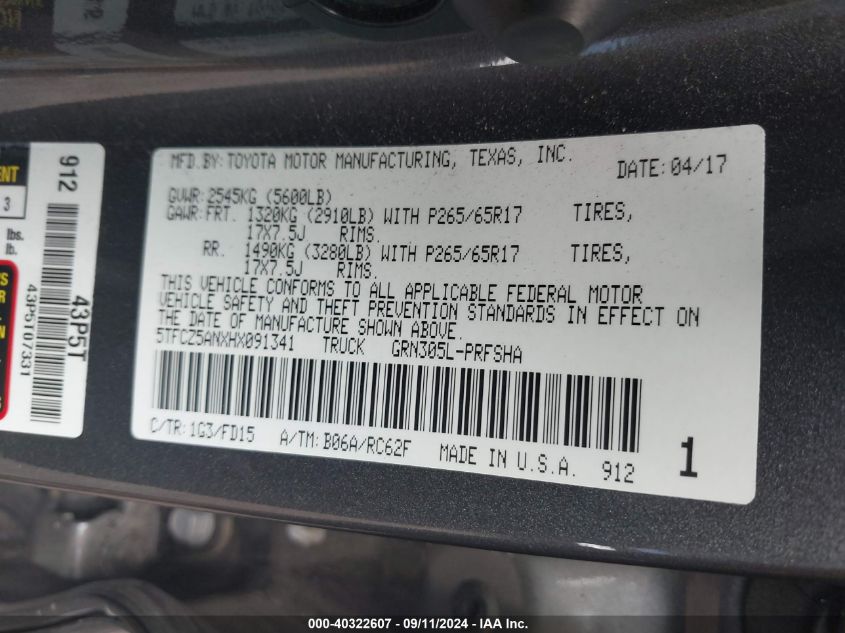 MFD.BY:TOYOTA MOTOR MANUFACTURING, TEXAS, INC. DATE:04/17
GVWR:2545KG (5600LB)
GAWR:FRT. 1320KG (2910LB) WITH P265/65R17 TIRES,
17X7.5J RIMS.
RR. 1490KG (3280LB) WITH P265/65R17 TIRES,
17X7.5J RIMS.
THIS VEHICLE CONFORMS TO ALL APPLICABLE FEDERAL MOTOR
VEHICLE SAFETY AND THEFT PREVENTION STANDARDS IN EFFECT ON
THE DATE OF MANUFACTURE SHOWN ABOVE.
5TFCZ5ANXHX091341 TRUCK GRN305L-PRFSHA
C/TR:1G3/FD15 A/TM:B06A/RC62F MADE IN U.S.A. 912 1
912
43P5T
43P5T07331
3
lbs.
lb.
000-40322607 - 09/11/2024 - IAA Inc.